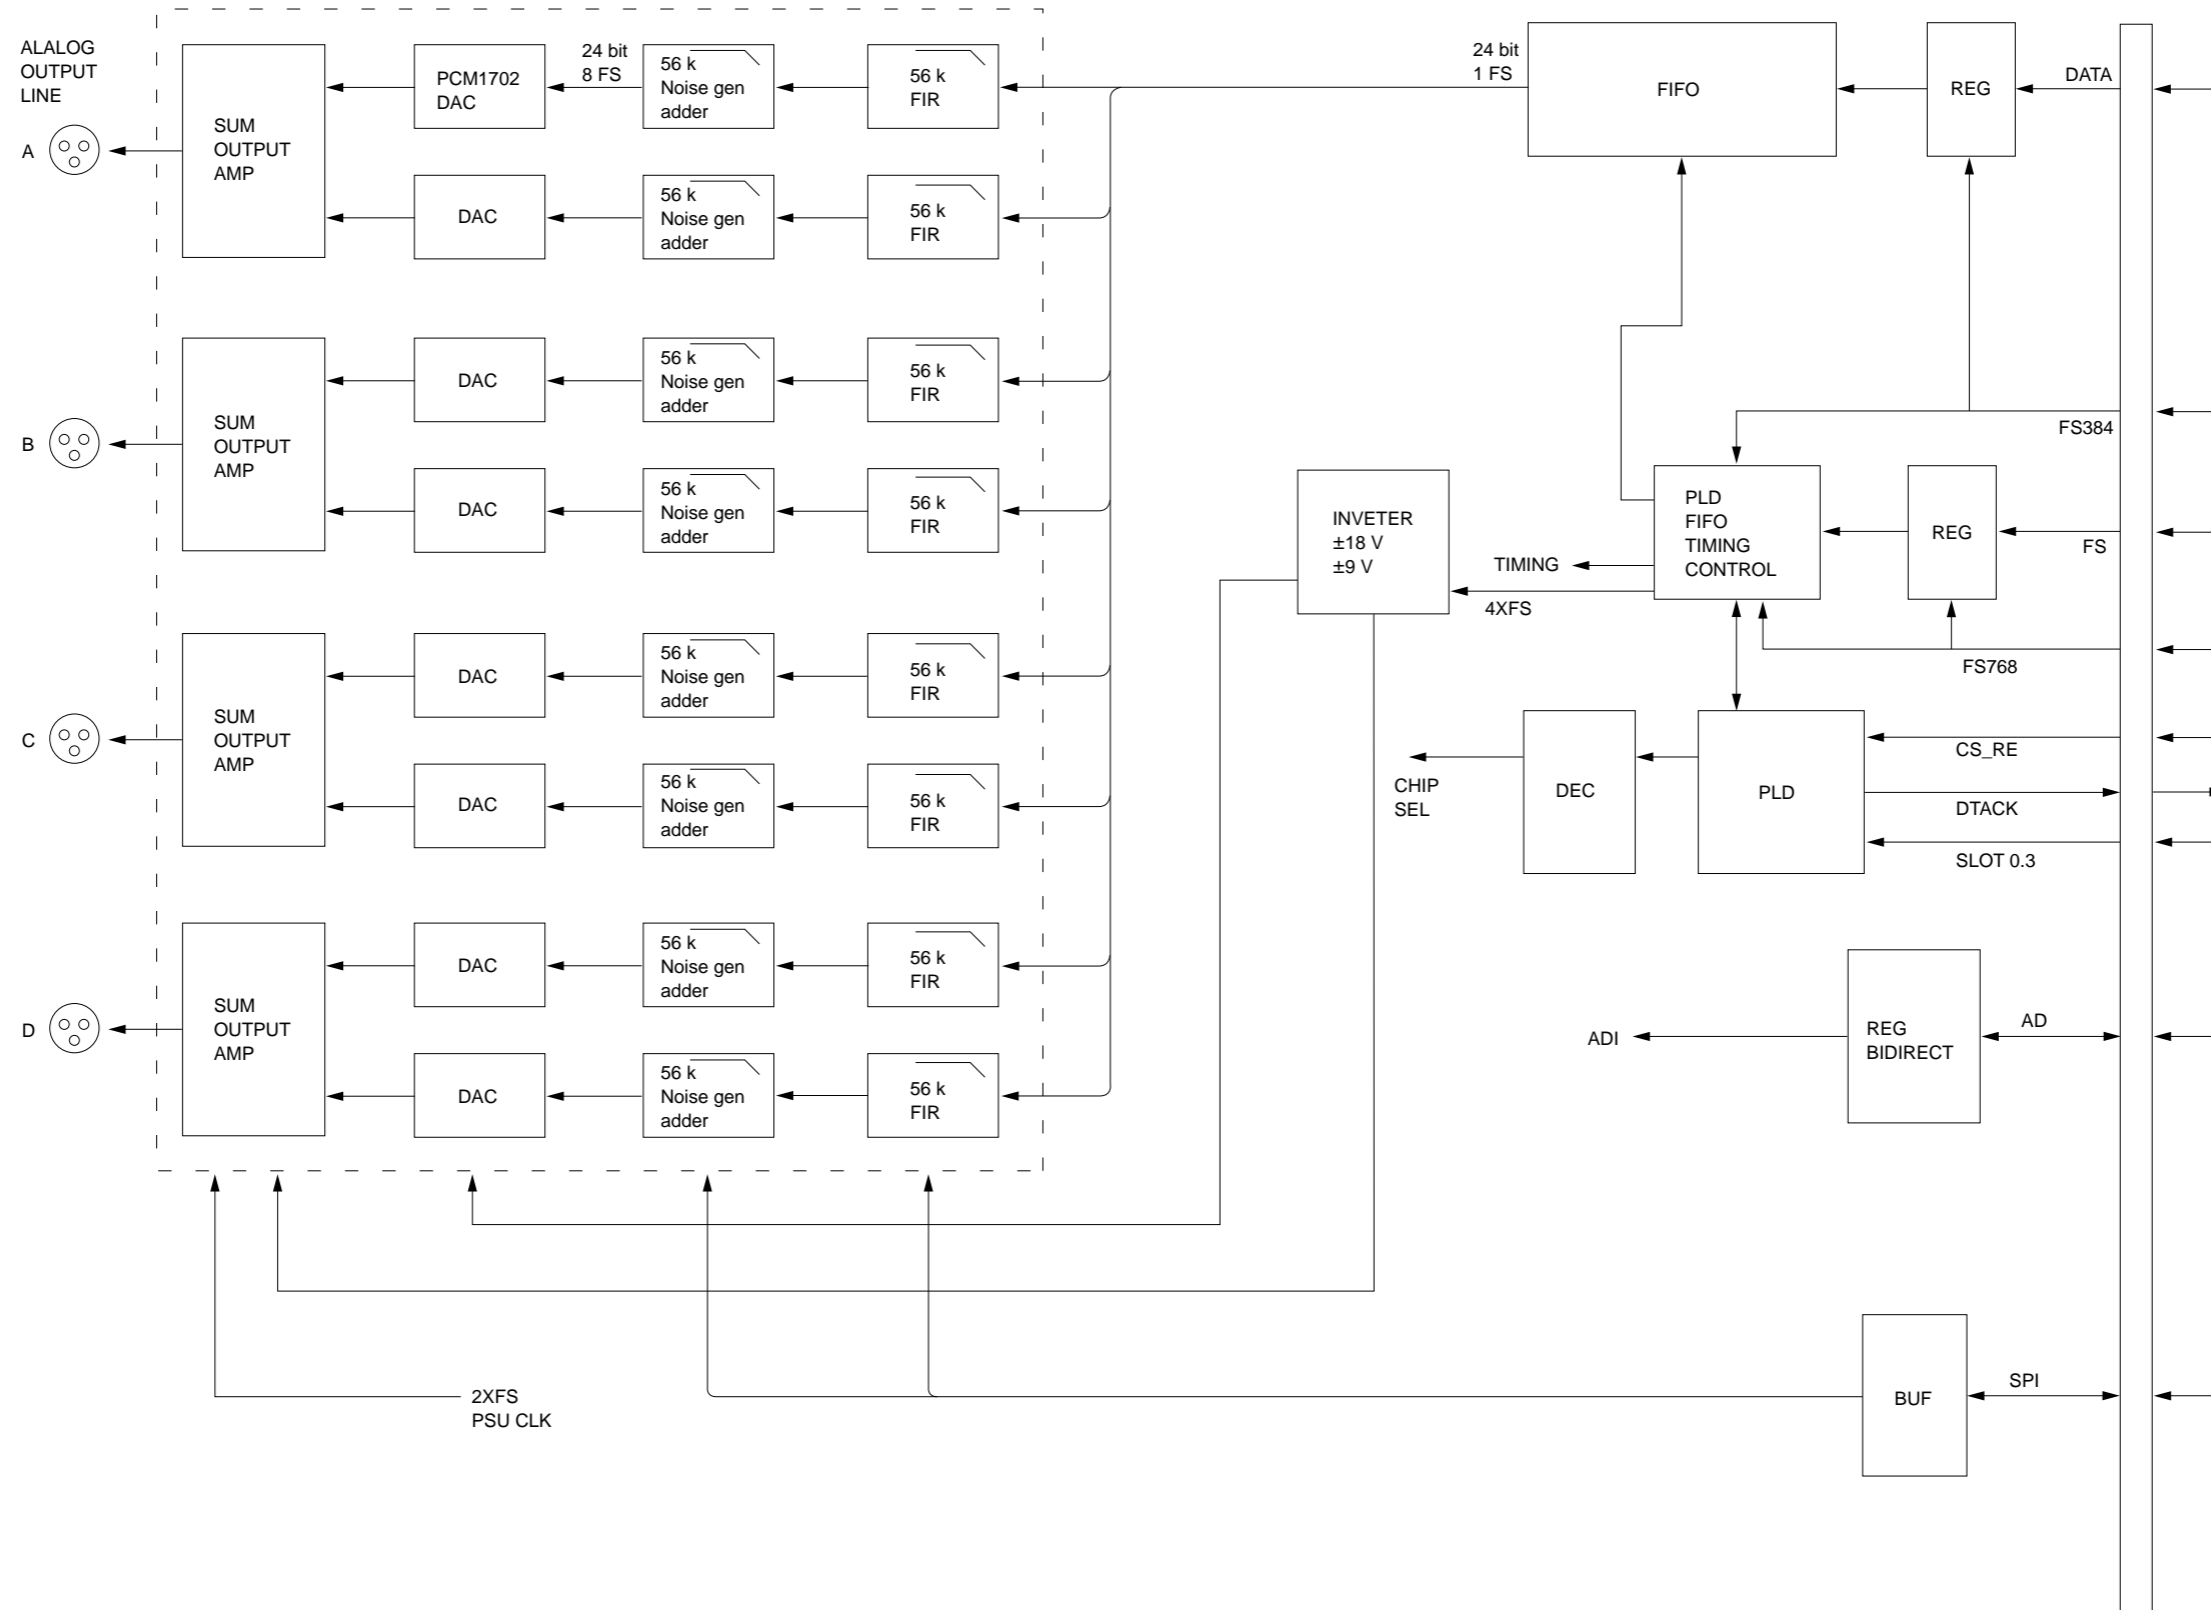 ALALOG
OUTPUT
LINE
A
SUM
OUTPUT
AMP
PCM1702
DAC
24 bit
8 FS
56 k
Noise gen
adder
56 k
FIR
24 bit
1 FS
FIFO
REG
DATA
DAC
56 k
Noise gen
adder
56 k
FIR
B
SUM
OUTPUT
AMP
DAC
56 k
Noise gen
adder
56 k
FIR
DAC
56 k
Noise gen
adder
56 k
FIR
FS384
INVETER
±18 V
±9 V
TIMING
4XFS
PLD
FIFO
TIMING
CONTROL
REG
FS
FS768
C
SUM
OUTPUT
AMP
DAC
56 k
Noise gen
adder
56 k
FIR
DAC
56 k
Noise gen
adder
56 k
FIR
CHIP
SEL
DEC
PLD
CS_RE
DTACK
SLOT 0.3
D
SUM
OUTPUT
AMP
DAC
56 k
Noise gen
adder
56 k
FIR
DAC
56 k
Noise gen
adder
56 k
FIR
ADI
REG
BIDIRECT
AD
2XFS
PSU CLK
BUF
SPI